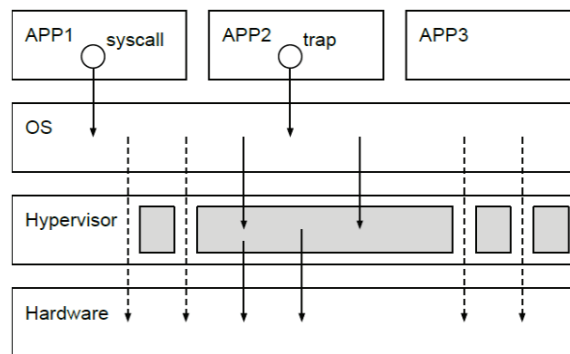 APP1 syscall
APP2 trap
APP3
OS
Hypervisor
Hardware